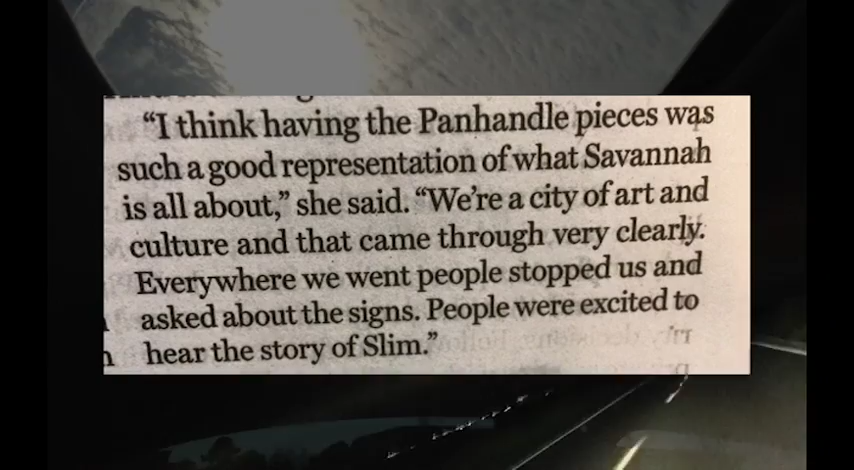 “I think having the Panhandle pieces was
such a good representation of what Savannah
is all about,” she said. “We’re a city of art and
culture and that came through very clearly.
Everywhere we went people stopped us and
asked about the signs. People were excited to
hear the story of Slim.”